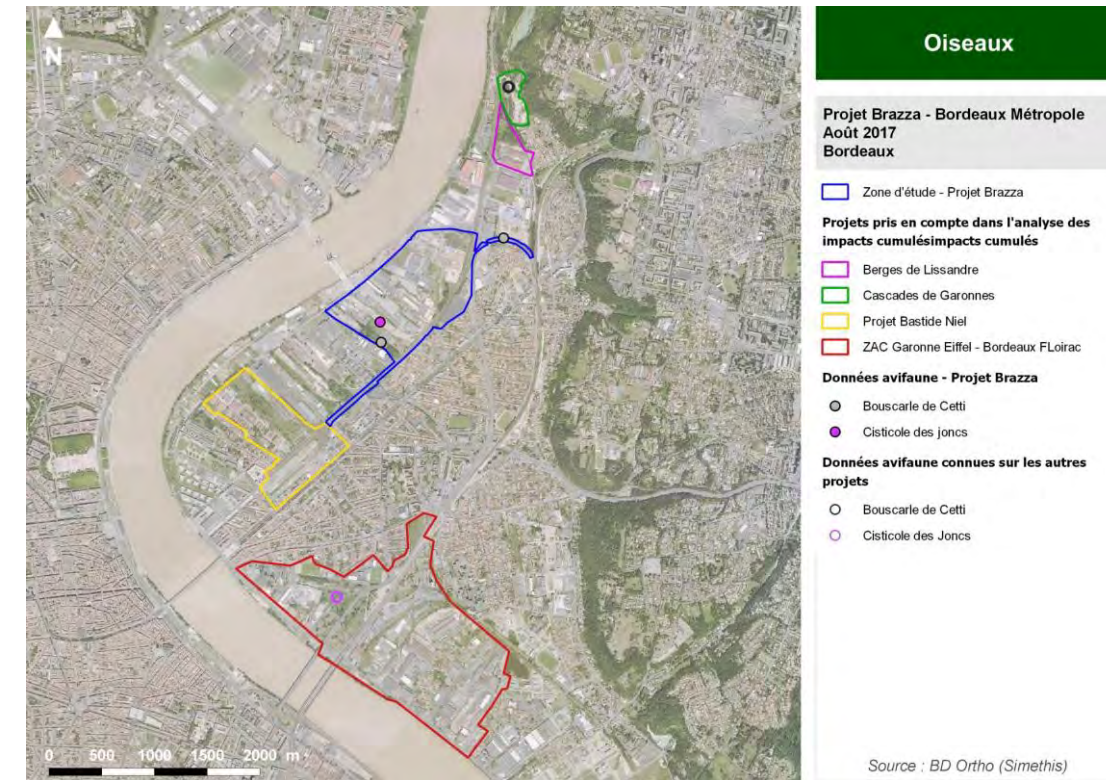 N
0 500 1000 1500 2000 m
Oiseaux
Projet Brazza - Bordeaux Métropole
Août 2017
Bordeaux
Zone d'étude - Projet Brazza
Projets pris en compte dans l'analyse des
impacts cumulésimpacts cumulés
Berges de Lissandre
Cascades de Garonnes
Projet Bastide Niel
ZAC Garonne Eiffel - Bordeaux FLoirac
Données avifaune - Projet Brazza
Bouscarle de Cetti
Cisticole des joncs
Données avifaune connues sur les autres
projets
Bouscarle de Cetti
Cisticole des Joncs
Source : BD Ortho (Simethis)